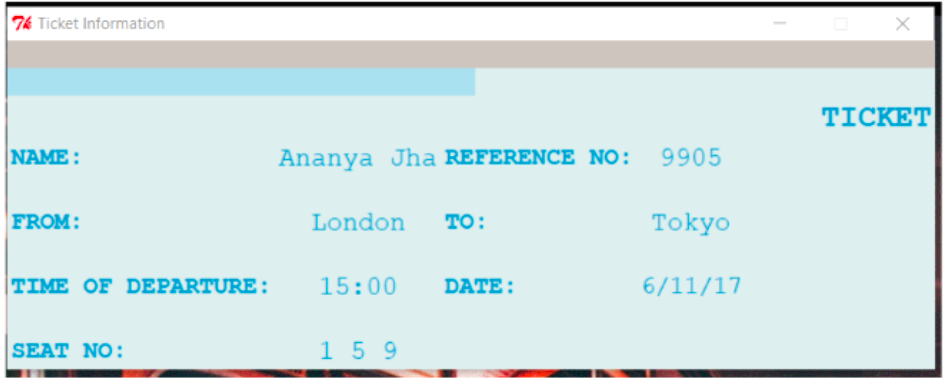 Ticket Information
TICKET
NAME: Ananya Jha REFERENCE NO: 9905
FROM: London TO: Tokyo
TIME OF DEPARTURE: 15:00 DATE: 6/11/17
SEAT NO: 1 5 9